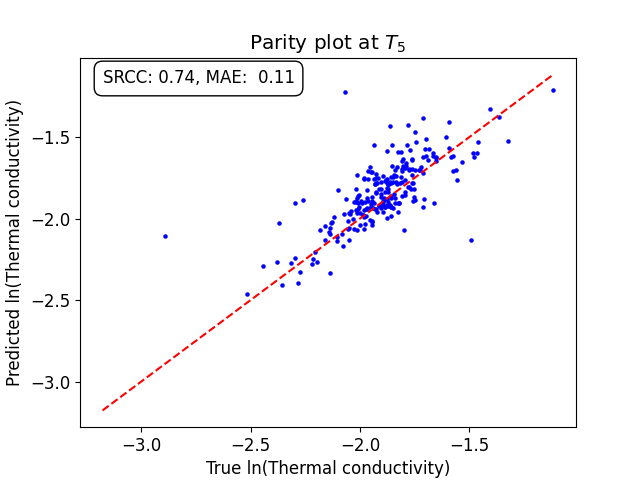 Parity plot at T₅
SRCC: 0.74, MAE:  0.11
Predicted ln(Thermal conductivity)
−1.5
−2.0
−2.5
−3.0
−3.0 −2.5 −2.0 −1.5
True ln(Thermal conductivity)